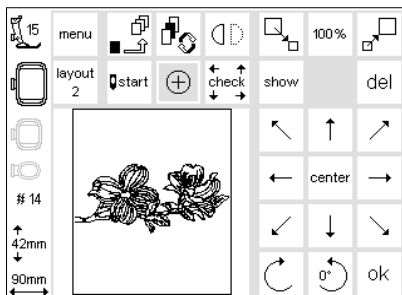 15 menu 100%
layout
2
start check show del
center
# 14
42mm
90mm
0° ok